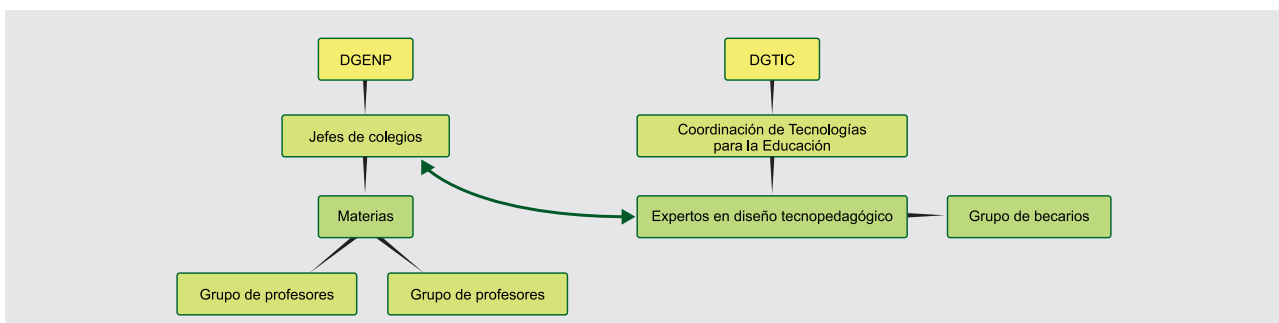 DGENP
DGTIC
Jefes de colegios
Coordinación de Tecnologías
para la Educación
Materias
Expertos en diseño tecnopedagógico
Grupo de becarios
Grupo de profesores
Grupo de profesores